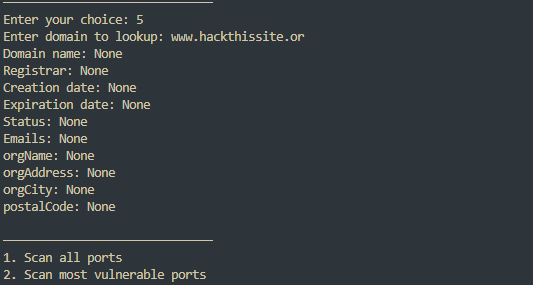 Enter your choice: 5
Enter domain to lookup: www.hackthissite.or
Domain name: None
Registrar: None
Creation date: None
Expiration date: None
Status: None
Emails: None
orgName: None
orgAddress: None
orgCity: None
postalCode: None
1. Scan all ports
2. Scan most vulnerable ports